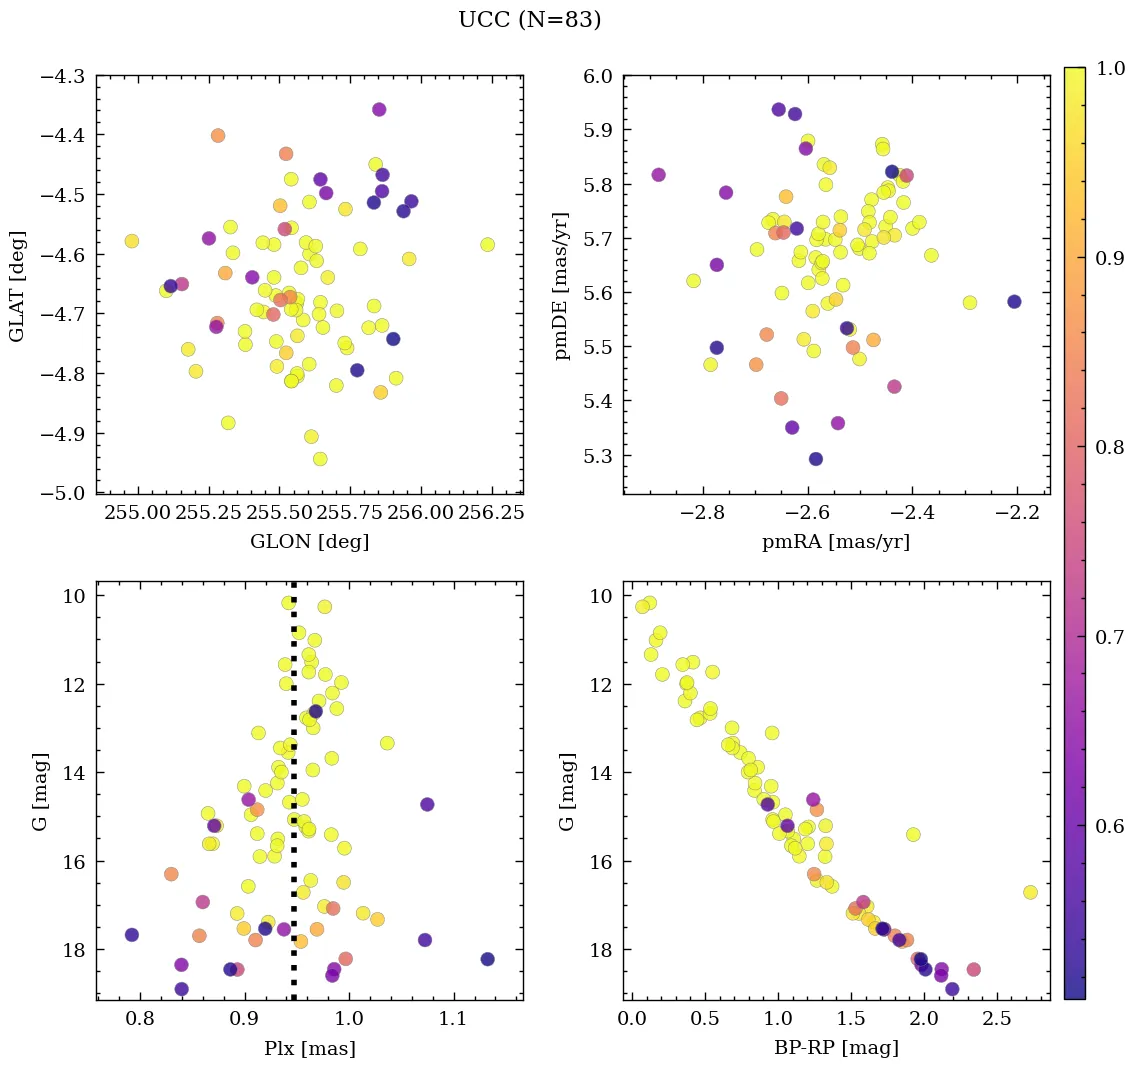 UCC (N=83)
−4.3
−4.4
−4.5
−4.6
−4.7
−4.8
−4.9
−5.0
GLAT [deg]
255.00 255.25 255.50 255.75 256.00 256.25
GLON [deg]
6.0
5.9
5.8
5.7
5.6
5.5
5.4
5.3
pmDE [mas/yr]
−2.8 −2.6 −2.4 −2.2
pmRA [mas/yr]
10
12
14
16
18
G [mag]
0.8 0.9 1.0 1.1
Plx [mas]
10
12
14
16
18
G [mag]
0.0 0.5 1.0 1.5 2.0 2.5
BP-RP [mag]
1.0
0.9
0.8
0.7
0.6